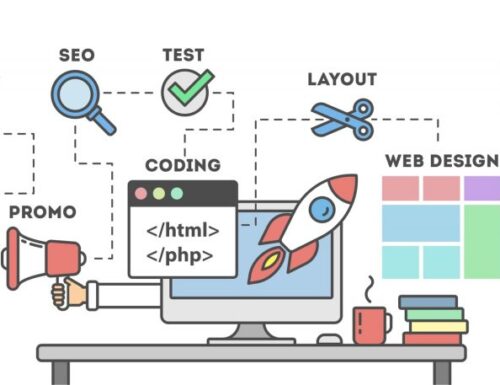 SEO
TEST
LAYOUT
CODING
WEB DESIGN
PROMO
</html>
</php>